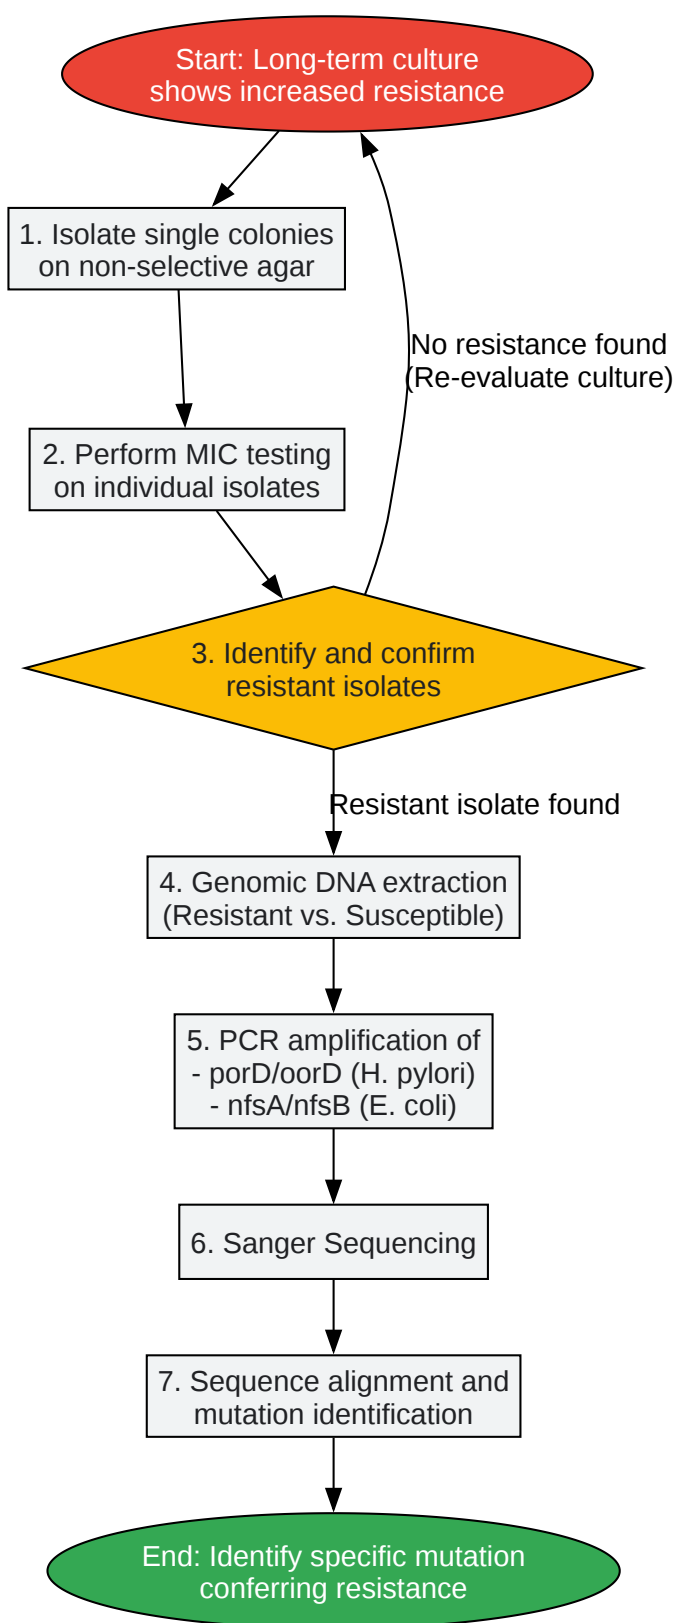 Start: Long-term culture
shows increased resistance
1. Isolate single colonies
on non-selective agar
No resistance found
(Re-evaluate culture)
2. Perform MIC testing
on individual isolates
3. Identify and confirm
resistant isolates
Resistant isolate found
4. Genomic DNA extraction
(Resistant vs. Susceptible)
5. PCR amplification of
- porD/oorD (H. pylori)
- nfsA/nfsB (E. coli)
6. Sanger Sequencing
7. Sequence alignment and
mutation identification
End: Identify specific mutation
conferring resistance